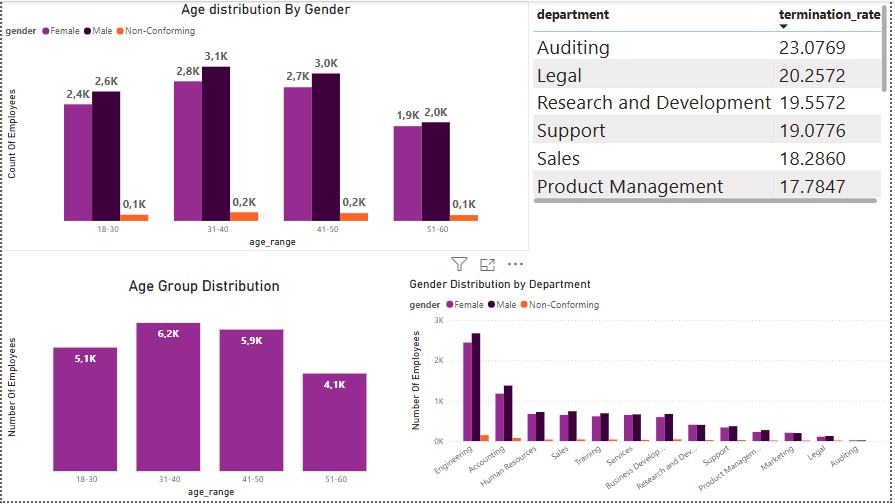 Age distribution By Gender
gender Female Male Non-Conforming
Count Of Employees
2,4K 2,6K 0,1K 2,8K 3,1K 0,2K 2,7K 3,0K 0,2K 1,9K 2,0K 0,1K
18-30 31-40 41-50 51-60
age_range
department termination_rate
Auditing 23.0769
Legal 20.2572
Research and Development 19.5572
Support 19.0776
Sales 18.2860
Product Management 17.7847
Age Group Distribution
Number Of Employees
5,1K 6,2K 5,9K 4,1K
18-30 31-40 41-50 51-60
age_range
Gender Distribution by Department
gender Female Male Non-Conforming
Number Of Employees
3K
2K
1K
0K
Engineering Accounting Human Resources Sales Training Services Business Develop... Research and Dev... Support Product Managem... Marketing Legal Auditing